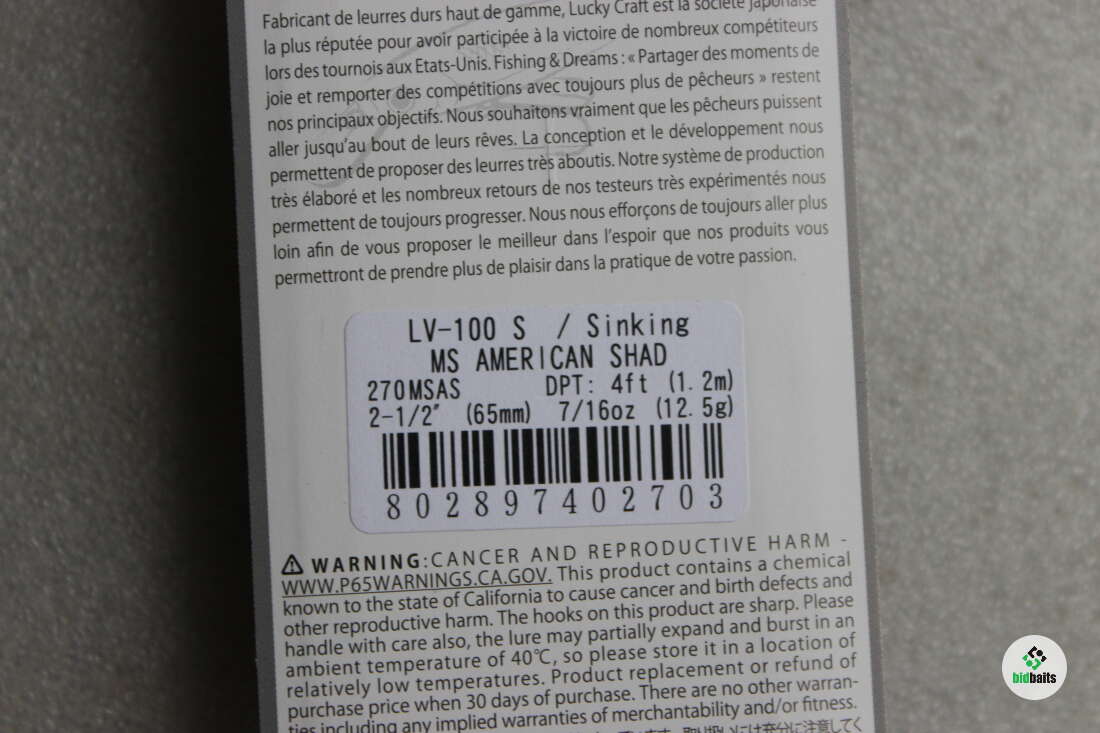 Fabricant de leurres durs haut de gamme, Lucky Craft est la société japonaise
la plus réputée pour avoir participée à la victoire de nombreux compétiteurs
lors des tournois aux Etats-Unis. Fishing & Dreams : « Partager des moments de
joie et remporter des compétitions avec toujours plus de pêcheurs » restent
nos principaux objectifs. Nous souhaitons vraiment que les pêcheurs puissent
aller jusqu'au bout de leurs rêves. La conception et le développement nous
permettent de proposer des leurres très aboutis. Notre système de production
très élaboré et les nombreux retours de nos testeurs très expérimentés nous
permettent de toujours progresser. Nous nous efforçons de toujours aller plus
loin afin de vous proposer le meilleur dans l'espoir que nos produits vous
permettront de prendre plus de plaisir dans la pratique de votre passion.
LV-100 S / Sinking
MS AMERICAN SHAD
270MSAS DPT: 4ft (1.2m)
2-1/2" (65mm) 7/16oz (12.5g)
802897402703
⚠ WARNING:CANCER AND REPRODUCTIVE HARM -
WWW.P65WARNINGS.CA.GOV. This product contains a chemical
known to the state of California to cause cancer and birth defects and
other reproductive harm. The hooks on this product are sharp. Please
handle with care also, the lure may partially expand and burst in an
ambient temperature of 40℃, so please store it in a location of
relatively low temperatures. Product replacement or refund of
purchase price when 30 days of purchase. There are no other warran-
ties including any implied warranties of merchantability and/or fitness.
bidbaits